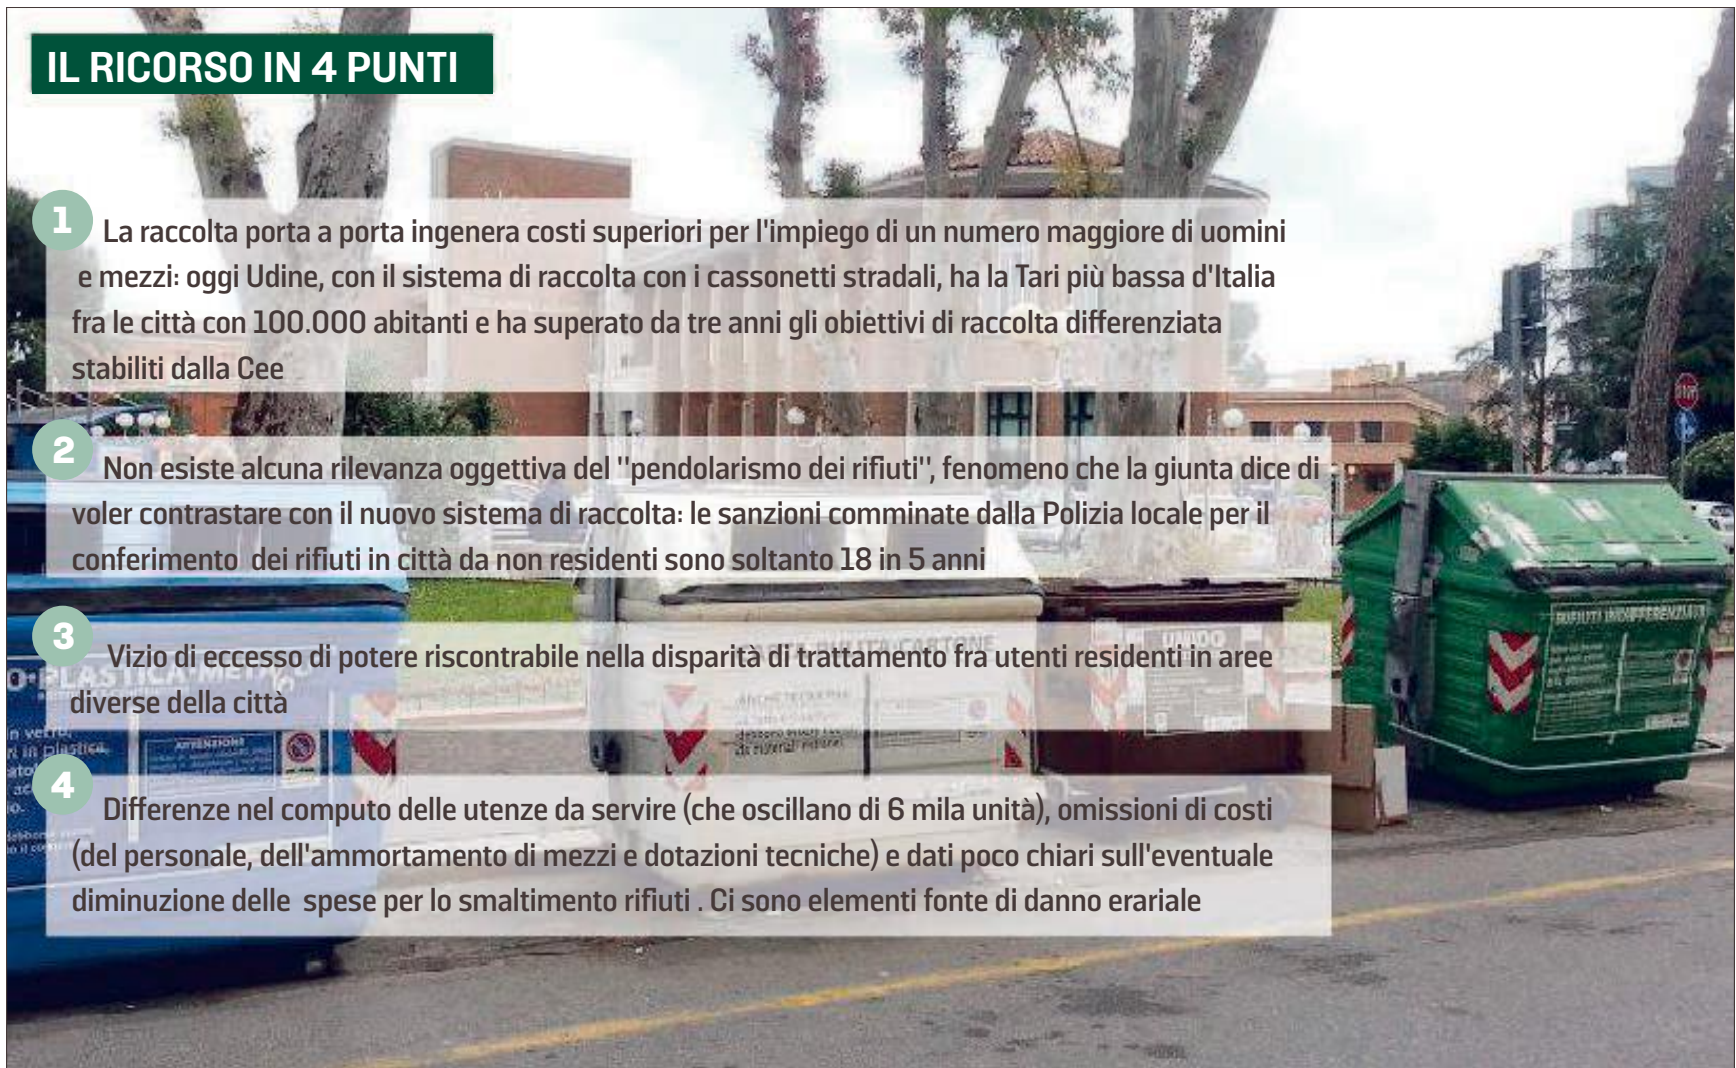 IL RICORSO IN 4 PUNTI
1
La raccolta porta a porta ingenera costi superiori per l'impiego di un numero maggiore di uomini
e mezzi: oggi Udine, con il sistema di raccolta con i cassonetti stradali, ha la Tari più bassa d'Italia
fra le città con 100.000 abitanti e ha superato da tre anni gli obiettivi di raccolta differenziata
stabiliti dalla Cee
2
Non esiste alcuna rilevanza oggettiva del "pendolarismo dei rifiuti", fenomeno che la giunta dice di
voler contrastare con il nuovo sistema di raccolta: le sanzioni comminate dalla Polizia locale per il
conferimento dei rifiuti in città da non residenti sono soltanto 18 in 5 anni
3
Vizio di eccesso di potere riscontrabile nella disparità di trattamento fra utenti residenti in aree
diverse della città
4
Differenze nel computo delle utenze da servire (che oscillano di 6 mila unità), omissioni di costi
(del personale, dell'ammortamento di mezzi e dotazioni tecniche) e dati poco chiari sull'eventuale
diminuzione delle spese per lo smaltimento rifiuti . Ci sono elementi fonte di danno erariale
PLASTICA
ATTENZIONE
CARTONE
UMIDO
RIFIUTI INDIFFERENZIATI